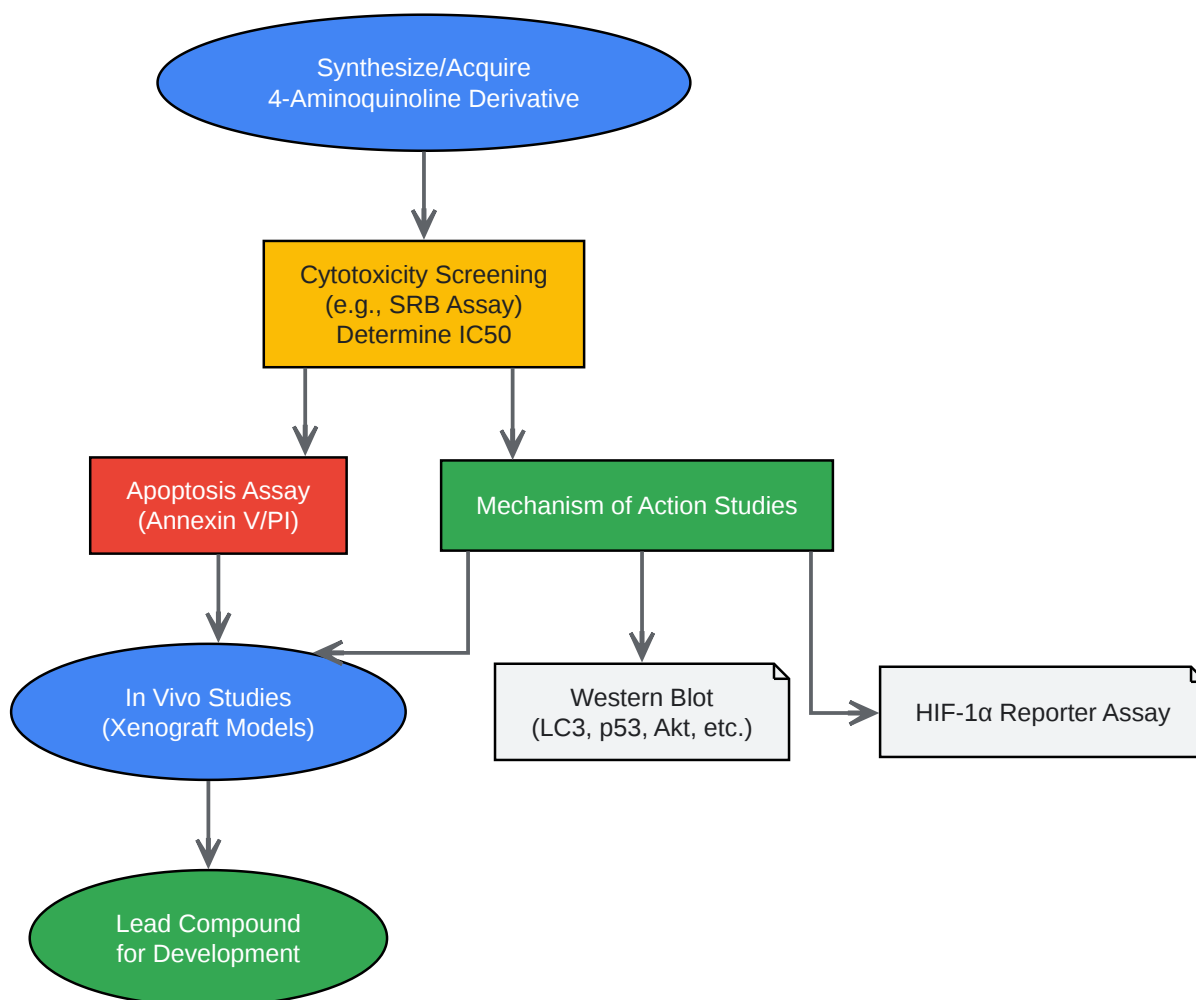 Synthesize/Acquire
4-Aminoquinoline Derivative
Cytotoxicity Screening
(e.g., SRB Assay)
Determine IC50
Apoptosis Assay
(Annexin V/PI)
Mechanism of Action Studies
In Vivo Studies
(Xenograft Models)
Western Blot
(LC3, p53, Akt, etc.)
HIF-1α Reporter Assay
Lead Compound
for Development